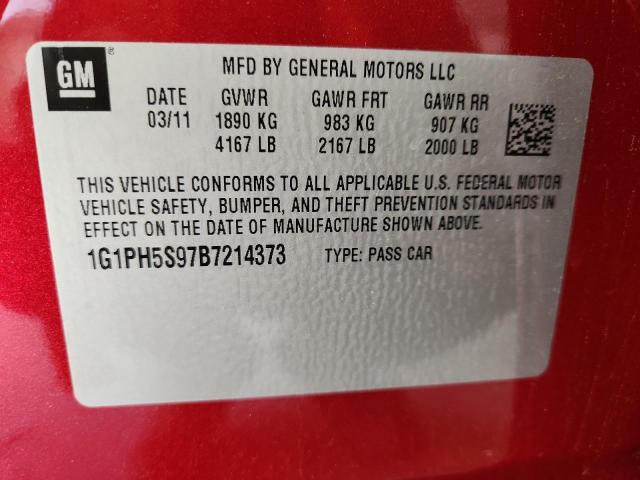 GM ®
MFD BY GENERAL MOTORS LLC
DATE GVWR GAWR FRT GAWR RR
03/11 1890 KG 983 KG 907 KG
4167 LB 2167 LB 2000 LB
THIS VEHICLE CONFORMS TO ALL APPLICABLE U.S. FEDERAL MOTOR
VEHICLE SAFETY, BUMPER, AND THEFT PREVENTION STANDARDS IN
EFFECT ON THE DATE OF MANUFACTURE SHOWN ABOVE.
1G1PH5S97B7214373 TYPE: PASS CAR